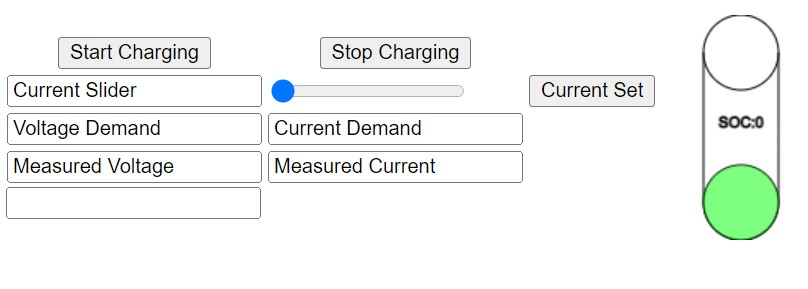 Start Charging Stop Charging
Current Slider Current Set
Voltage Demand Current Demand
SOC:0
Measured Voltage Measured Current